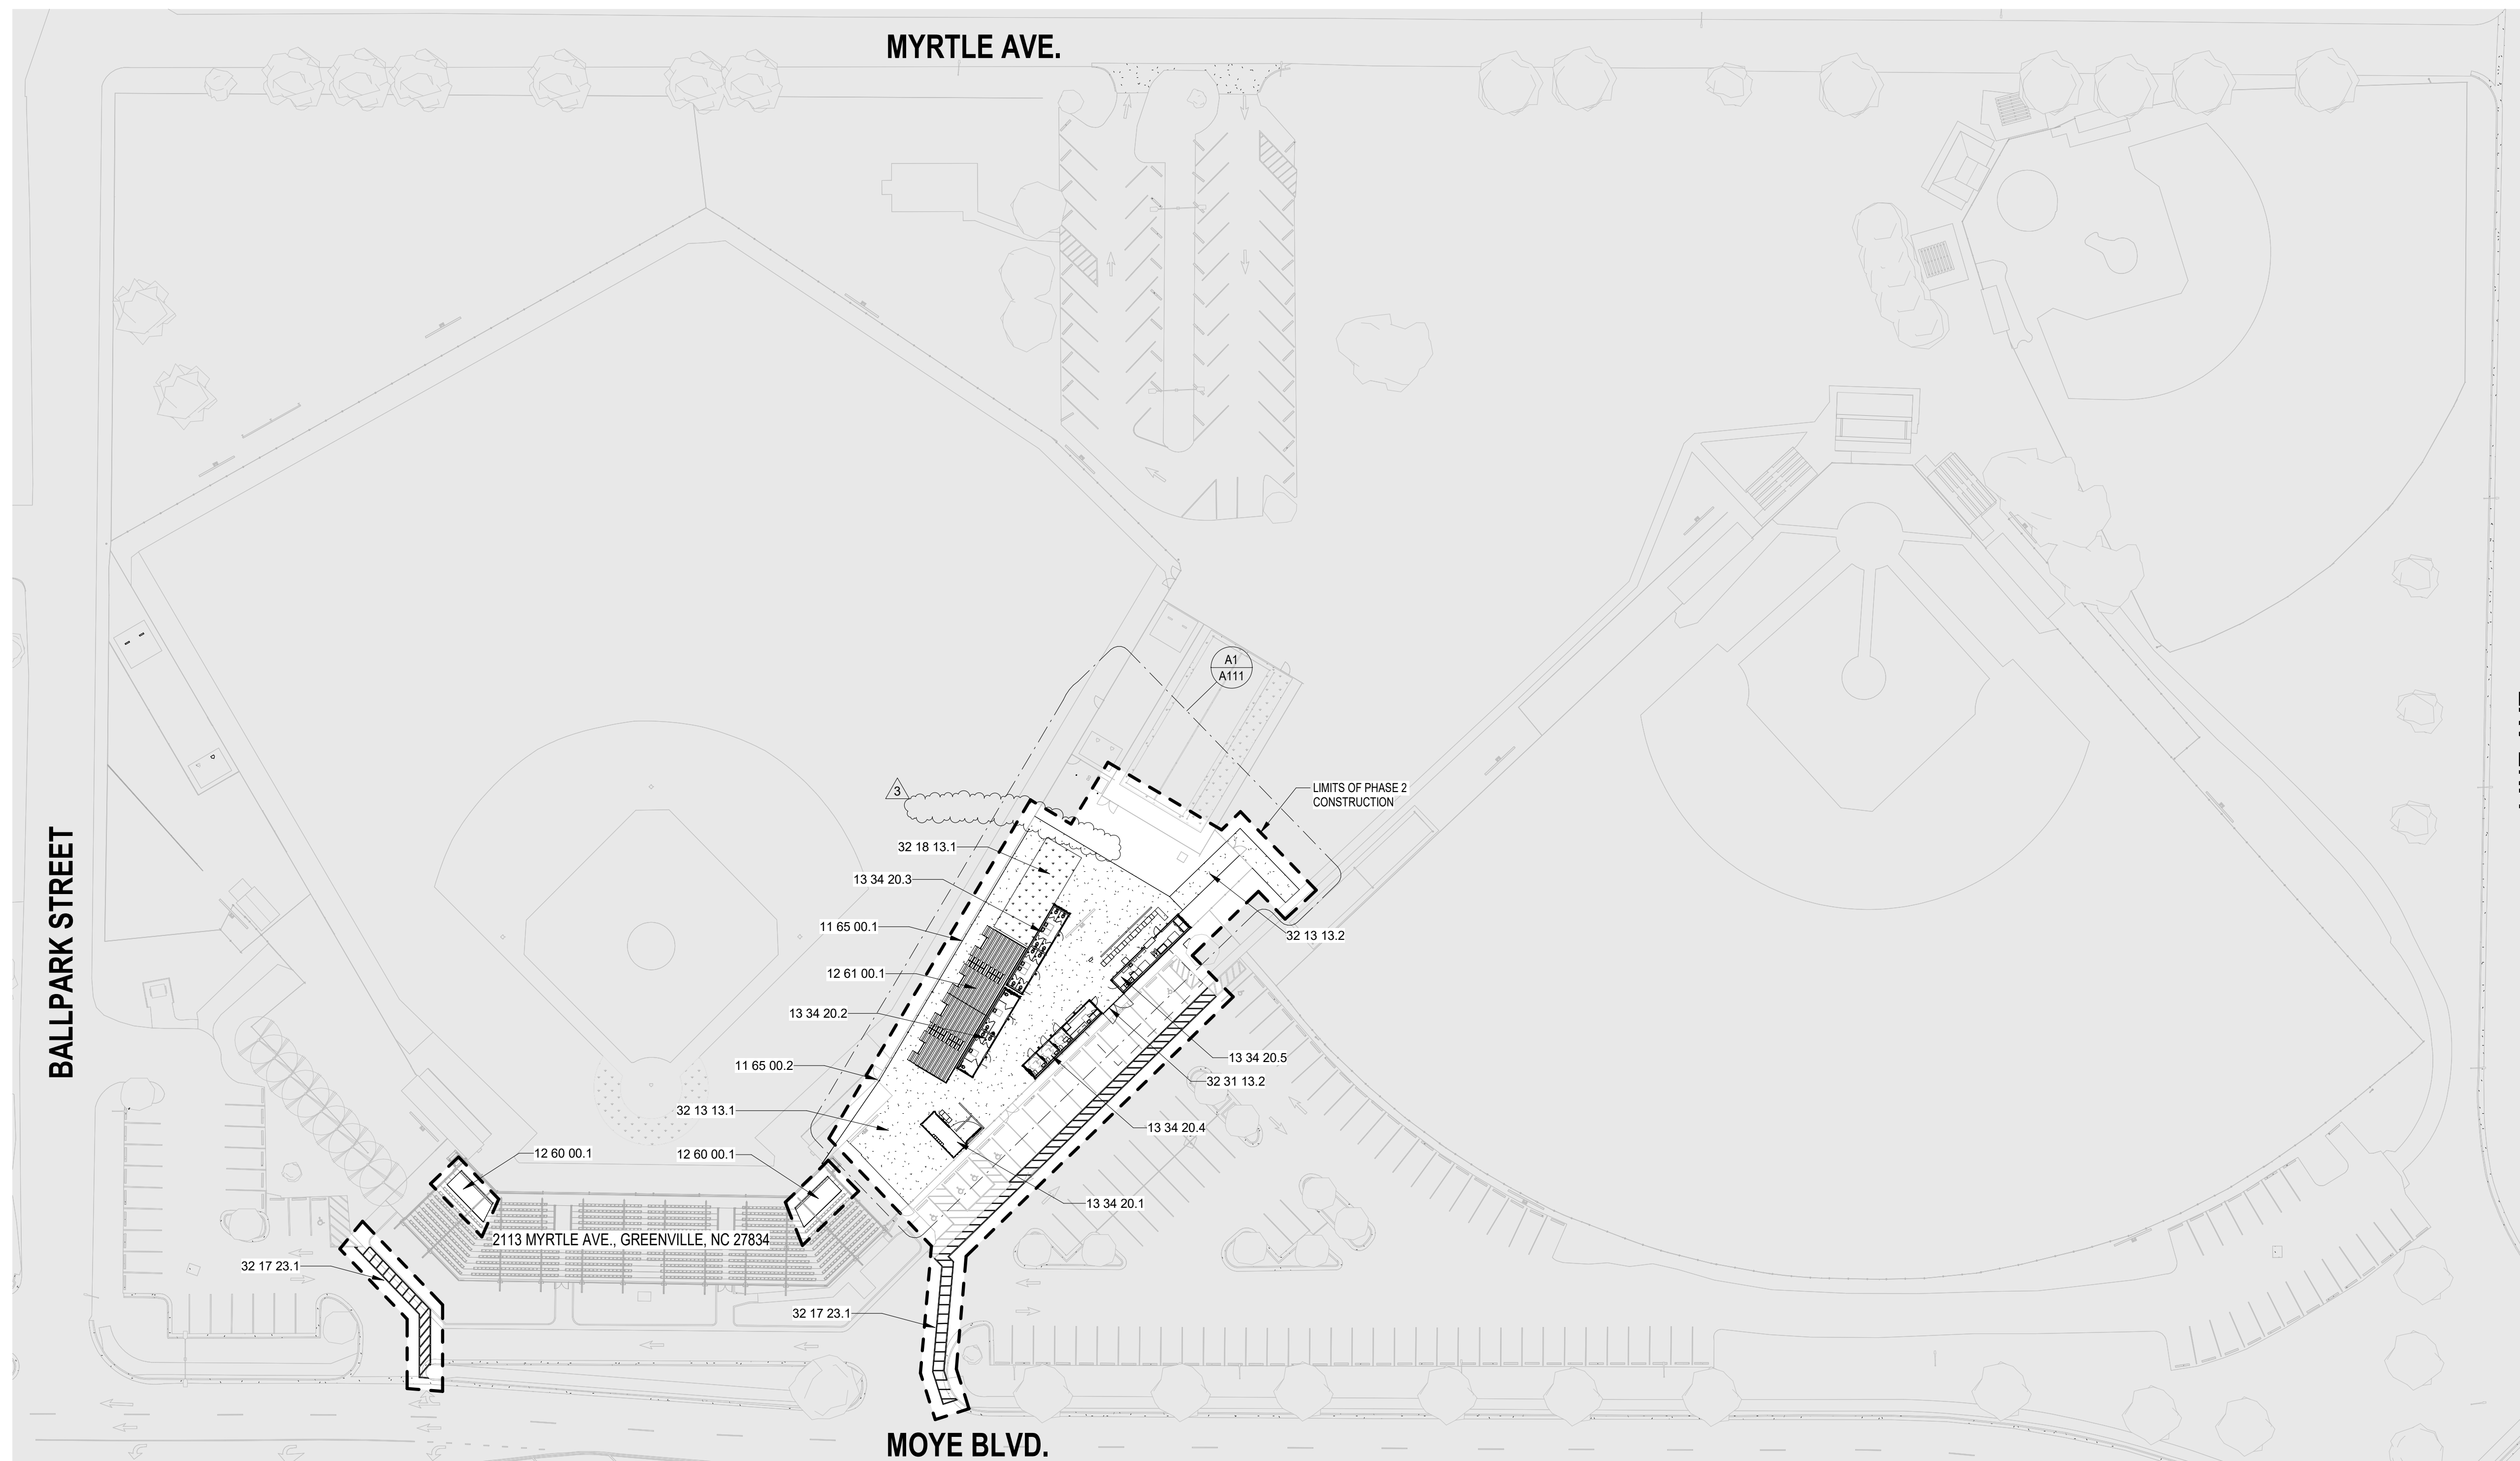 MYRTLE AVE.
A1
A111
LIMITS OF PHASE 2
CONSTRUCTION
3
32 18 13.1
13 34 20.3
11 65 00.1
32 13 13.2
12 61 00.1
13 34 20.2
BALLPARK STREET
13 34 20.5
11 65 00.2
32 31 13.2
32 13 13.1
13 34 20.4
12 60 00.1
12 60 00.1
13 34 20.1
2113 MYRTLE AVE., GREENVILLE, NC 27834
32 17 23.1
32 17 23.1
MOYE BLVD.